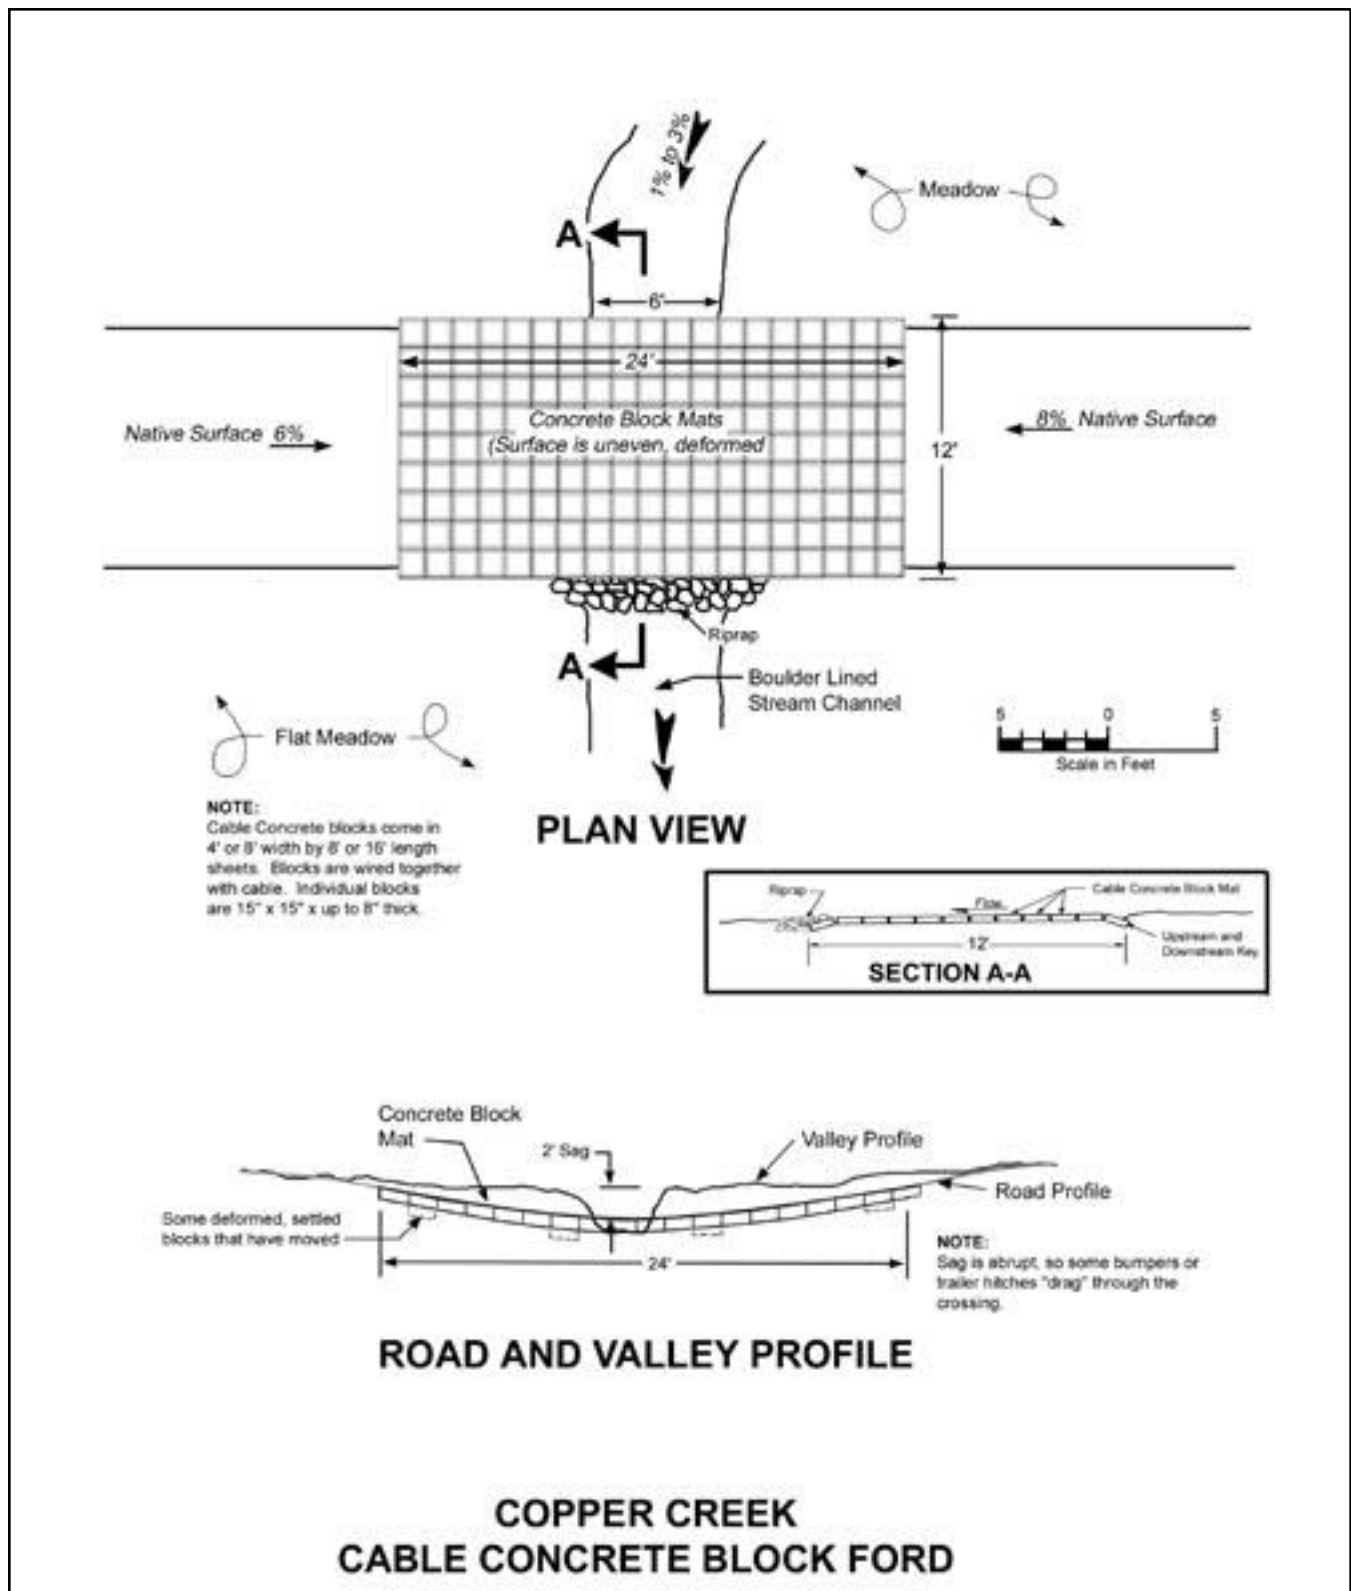 1% to 3%
Meadow
A
6'
24'
Concrete Block Mats
(Surface is uneven, deformed
Native Surface 6%
8% Native Surface
12'
Riprap
A
Boulder Lined
Stream Channel
Flat Meadow
5 0 5
Scale in Feet
NOTE:
Cable Concrete blocks come in
4' or 8' width by 8' or 16' length
sheets. Blocks are wired together
with cable. Individual blocks
are 15" x 15" x up to 8" thick.
PLAN VIEW
Riprap
Flow
Cable Concrete Block Mat
12'
Upstream and
Downstream Key
SECTION A-A
Concrete Block
Mat
2' Sag
Valley Profile
Road Profile
Some deformed, settled
blocks that have moved
24'
NOTE:
Sag is abrupt, so some bumpers or
trailer hitches "drag" through the
crossing.
ROAD AND VALLEY PROFILE
COPPER CREEK
CABLE CONCRETE BLOCK FORD